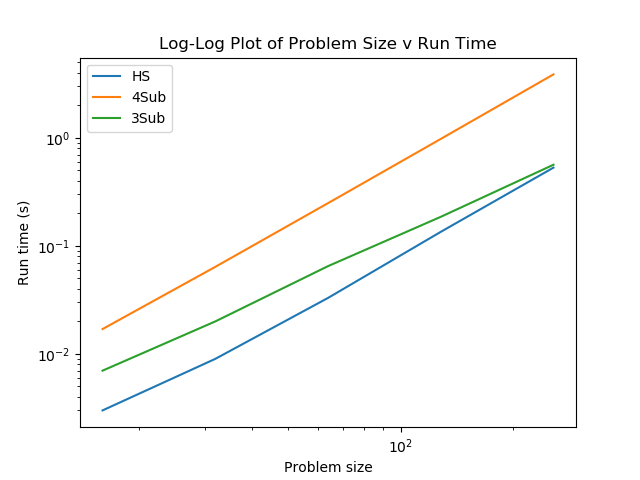 Log-Log Plot of Problem Size v Run Time
HS
4Sub
3Sub
10^0
10^-1
10^-2
Run time (s)
10^2
Problem size